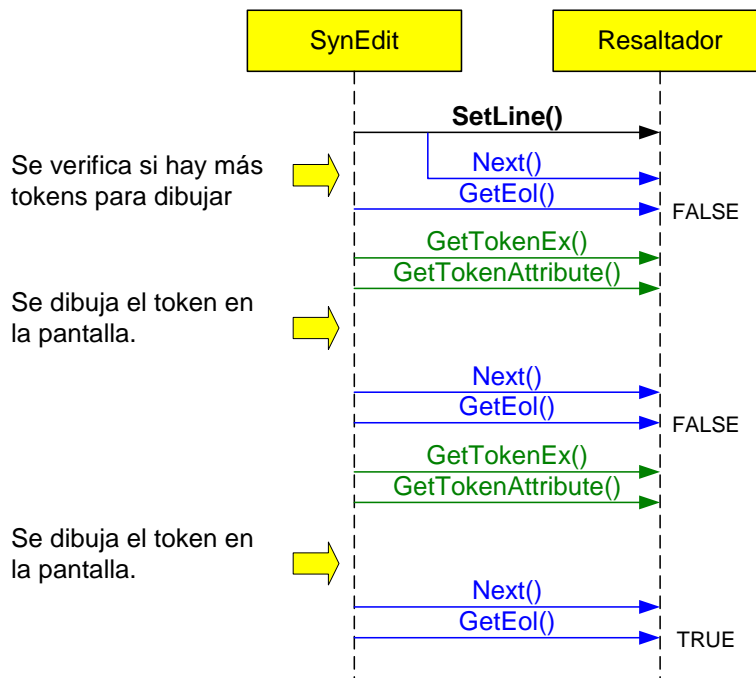 SynEdit
Resaltador
SetLine()
Se verifica si hay más
tokens para dibujar
Next()
GetEol()
FALSE
GetTokenEx()
GetTokenAttribute()
Se dibuja el token en
la pantalla.
Next()
GetEol()
FALSE
GetTokenEx()
GetTokenAttribute()
Se dibuja el token en
la pantalla.
Next()
GetEol()
TRUE